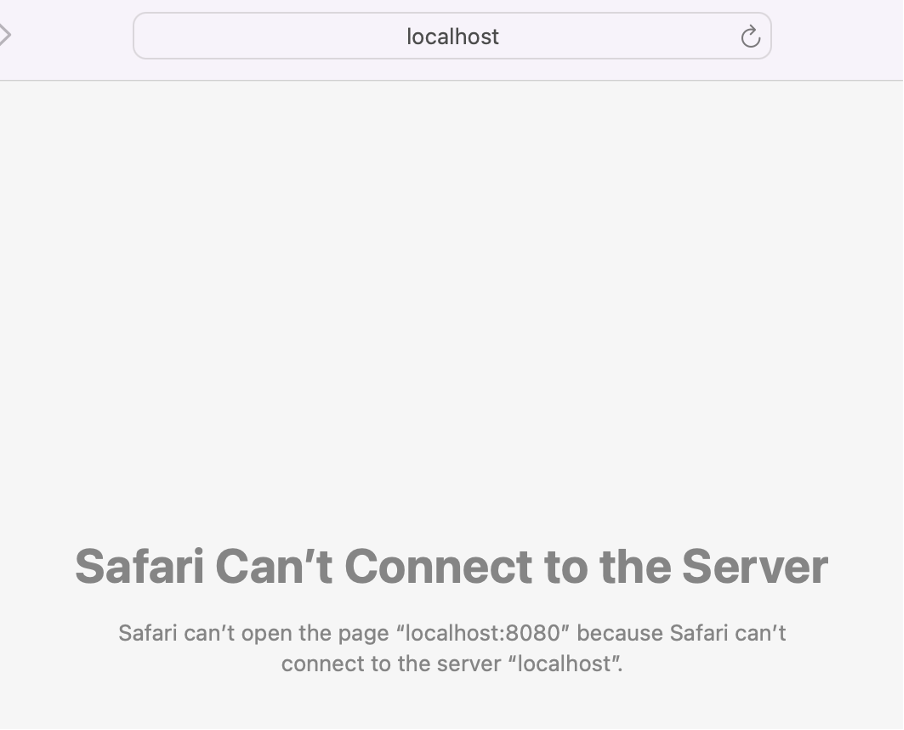 localhost
Safari Can’t Connect to the Server
Safari can’t open the page “localhost:8080” because Safari can’t
connect to the server “localhost”.